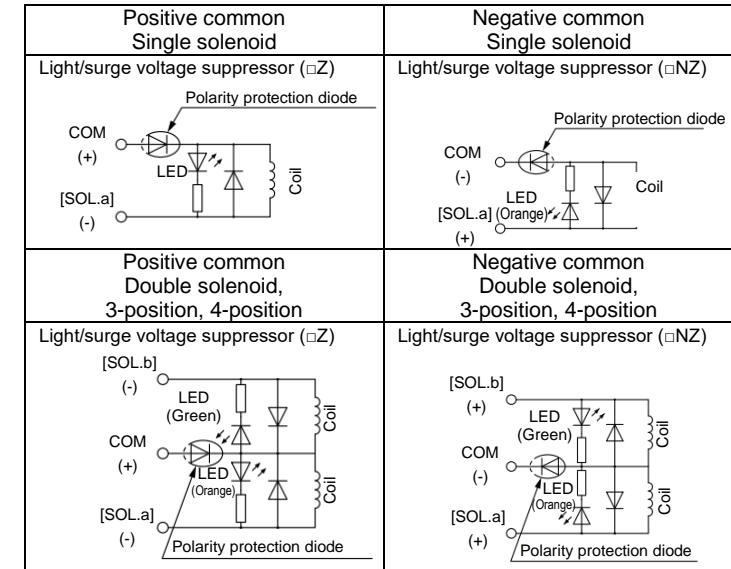 Positive common
Single solenoid
Negative common
Single solenoid
Light/surge voltage suppressor (□Z)
Polarity protection diode
COM
(+)
LED
Coil
[SOL.a]
(-)
Light/surge voltage suppressor (□NZ)
Polarity protection diode
COM
(-)
Coil
LED
[SOL.a] (Orange)
(+)
Positive common
Double solenoid,
3-position, 4-position
Negative common
Double solenoid,
3-position, 4-position
Light/surge voltage suppressor (□Z)
[SOL.b]
(-)
LED
(Green)
Coil
COM
(+)
LED
(Orange)
Coil
[SOL.a]
(-)
Polarity protection diode
Light/surge voltage suppressor (□NZ)
[SOL.b]
(+)
LED
(Green)
Coil
COM
(-)
LED
(Orange)
Coil
[SOL.a]
(+)
Polarity protection diode